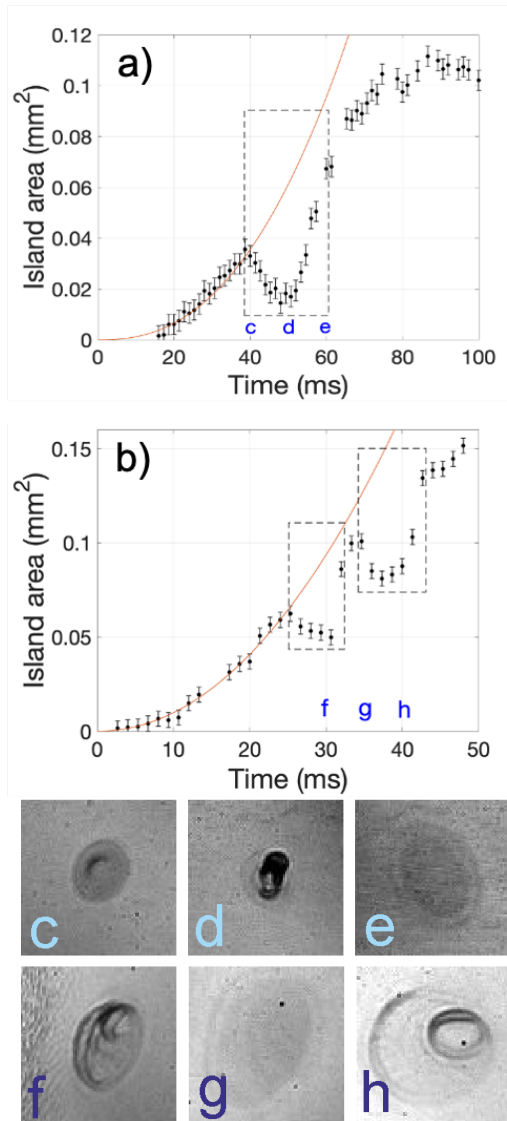 a)
Island area (mm²)
0.12
0.1
0.08
0.06
0.04
0.02
0
c d e
0 20 40 60 80 100
Time (ms)
b)
Island area (mm²)
0.15
0.1
0.05
0
f g h
0 10 20 30 40 50
Time (ms)
c d e
f g h